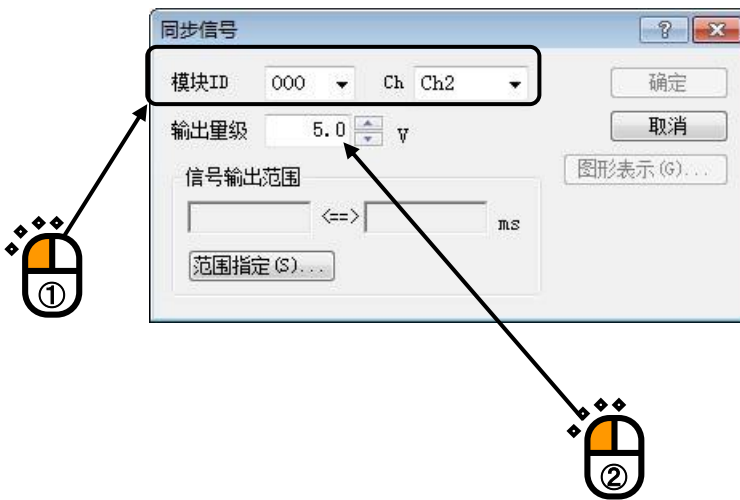 同步信号
模块ID 000 Ch Ch2 确定
输出量级 5.0 V 取消
图形表示(G)...
信号输出范围
<==> ms
范围指定(S)...
①
②